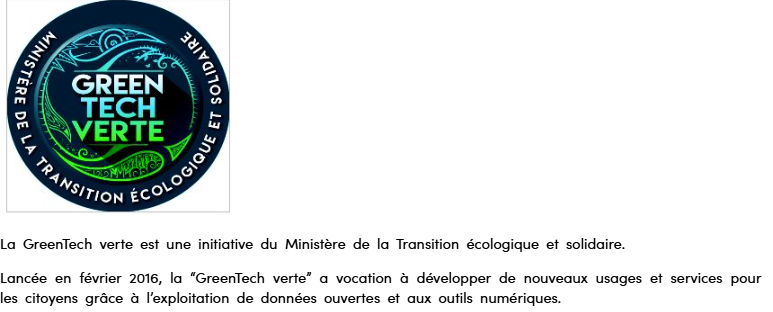 MINISTÈRE DE LA TRANSITION ÉCOLOGIQUE ET SOLIDAIRE
GREEN
TECH
VERTE
La GreenTech verte est une initiative du Ministère de la Transition écologique et solidaire.
Lancée en février 2016, la “GreenTech verte” a vocation à développer de nouveaux usages et services pour
les citoyens grâce à l’exploitation de données ouvertes et aux outils numériques.